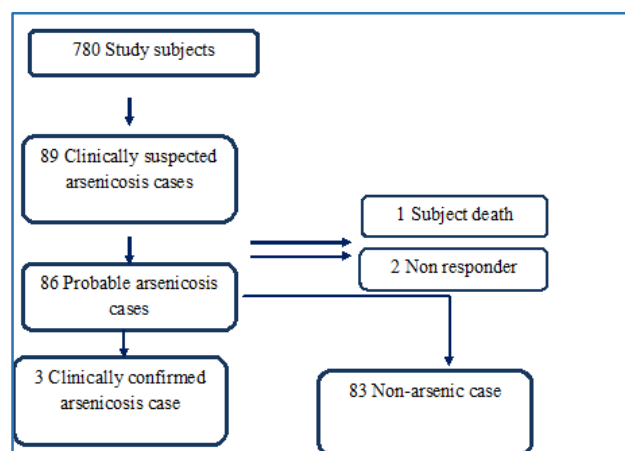 780 Study subjects
89 Clinically suspected
arsenicosis cases
1 Subject death
2 Non responder
86 Probable arsenicosis
cases
3 Clinically confirmed
arsenicosis case
83 Non-arsenic case